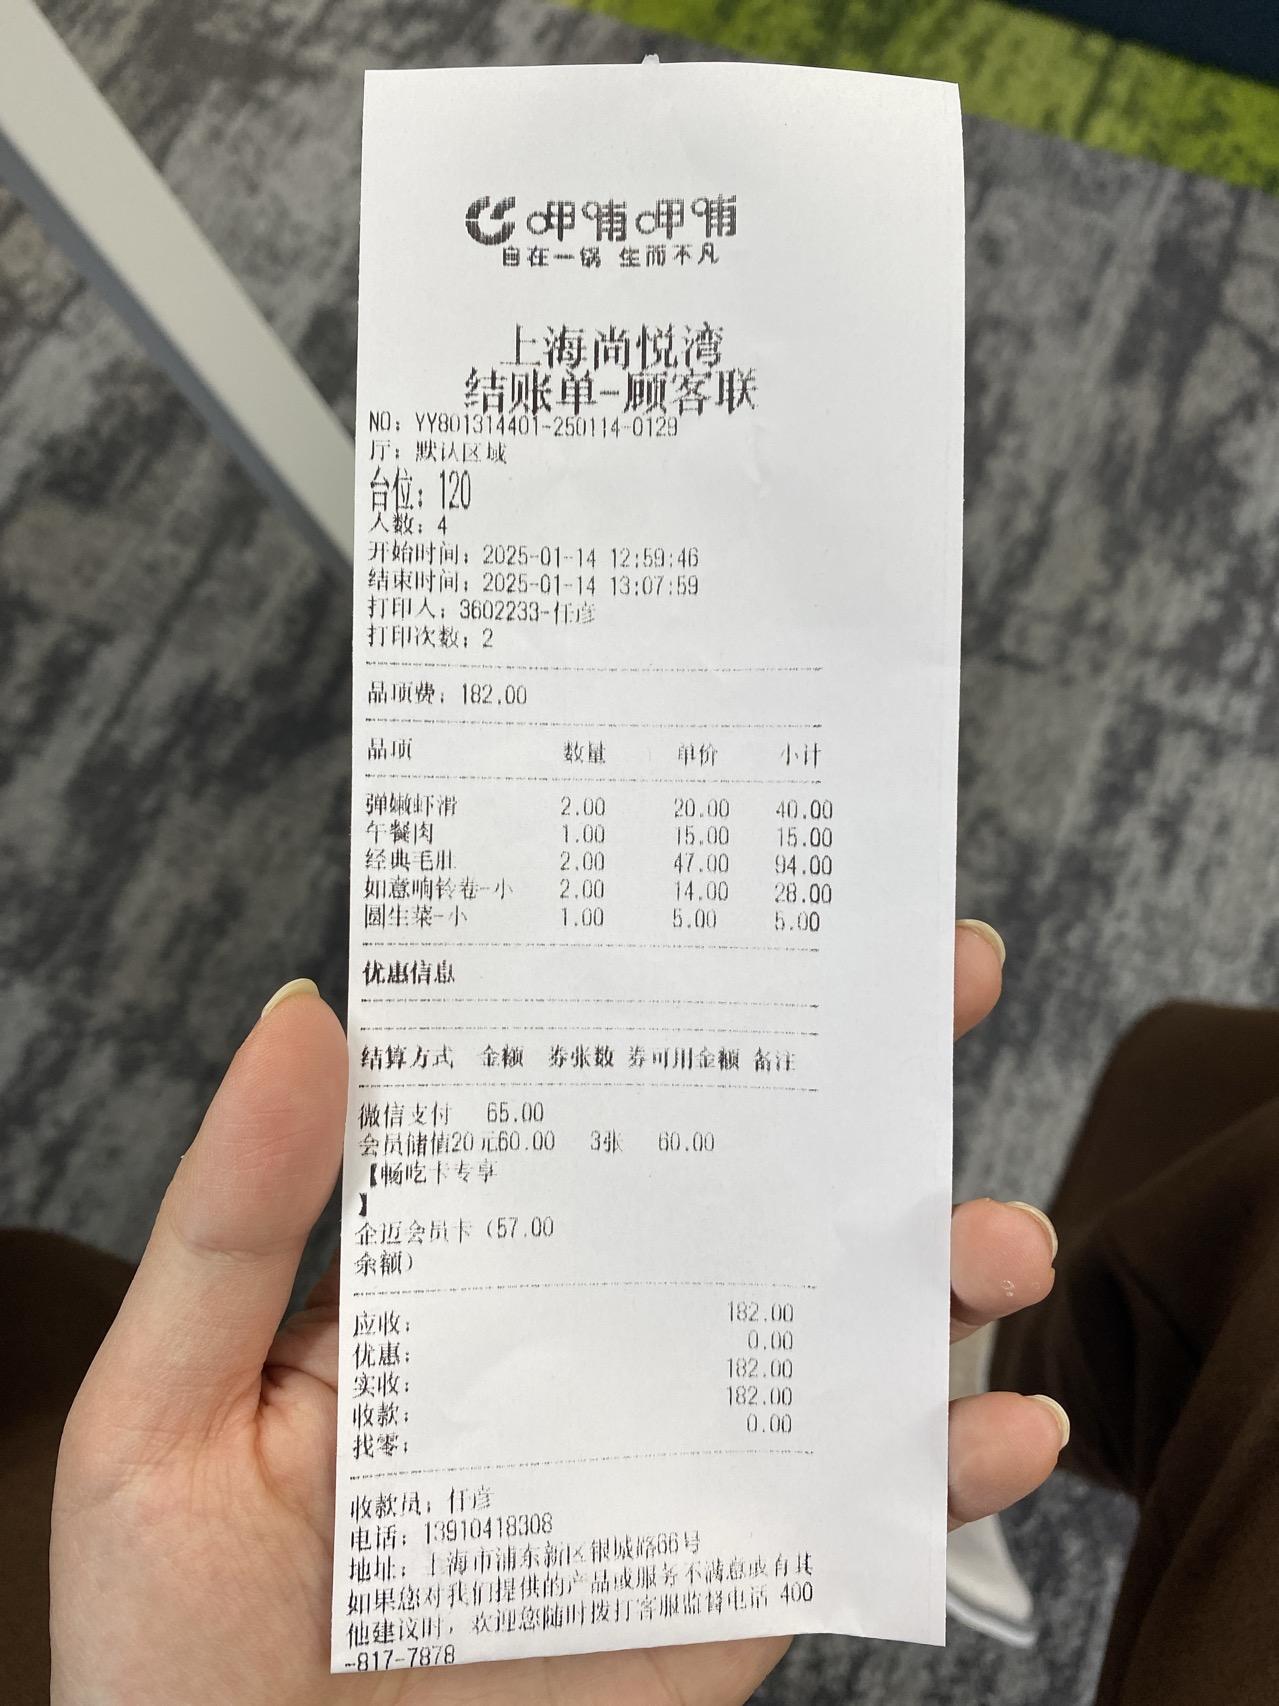 呷哺呷哺
自在一锅 生而不凡
上海尚悦湾
结账单-顾客联
NO: YY801314401-250114-0129
厅: 默认区域
台位: 120
人数: 4
开始时间: 2025-01-14 12:59:46
结束时间: 2025-01-14 13:07:59
打印人: 3602233-任彦
打印次数: 2
品项费: 182.00
品项 数量 单价 小计
弹嫩虾滑 2.00 20.00 40.00
午餐肉 1.00 15.00 15.00
经典毛肚 2.00 47.00 94.00
如意响铃卷-小 2.00 14.00 28.00
圆生菜-小 1.00 5.00 5.00
优惠信息
结算方式 金额 券张数 券可用金额 备注
微信支付 65.00
会员储值20元60.00 3张 60.00
【畅吃卡专享
】
企迈会员卡（57.00
余额）
应收: 182.00
优惠: 0.00
实收: 182.00
收款: 182.00
找零: 0.00
收款员: 任彦
电话: 13910418308
地址: 上海市浦东新区银城路66号
如果您对我们提供的产品或服务不满意或有其
他建议时, 欢迎您随时拨打客服监督电话 400
-817-7878